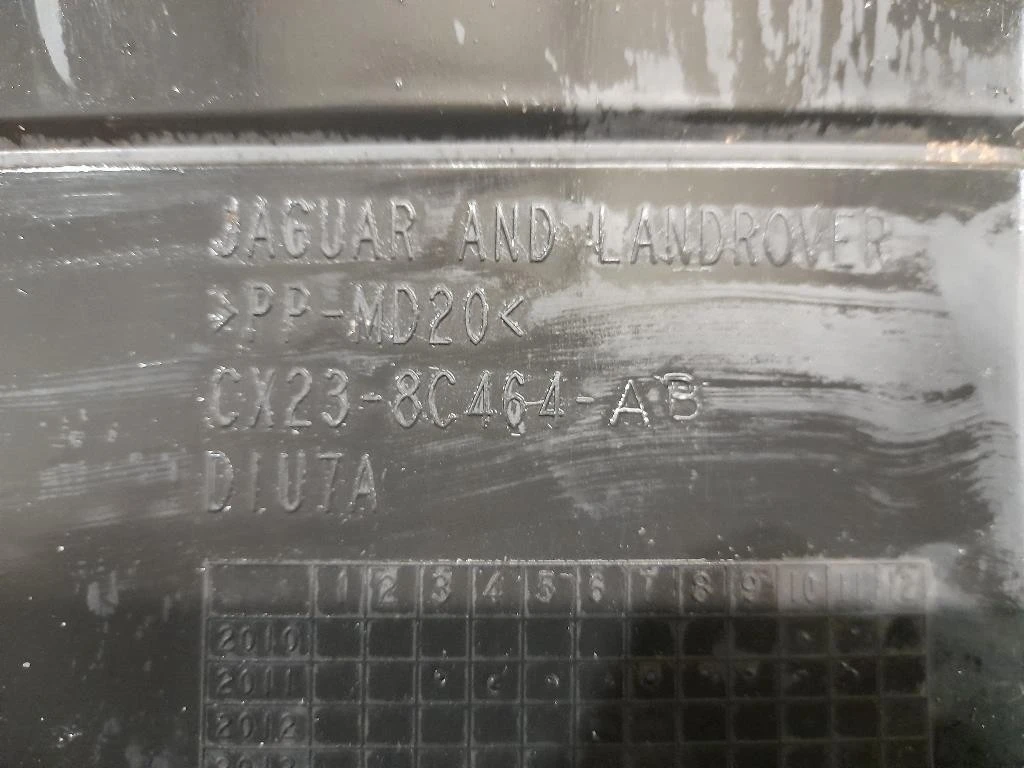 JAGUAR AND LANDROVER
>PP-MD20<
CX23-8C464-AB
D1U7A
1 2 3 4 5 6 7 8 9 10 11 12
2010
2011
2012